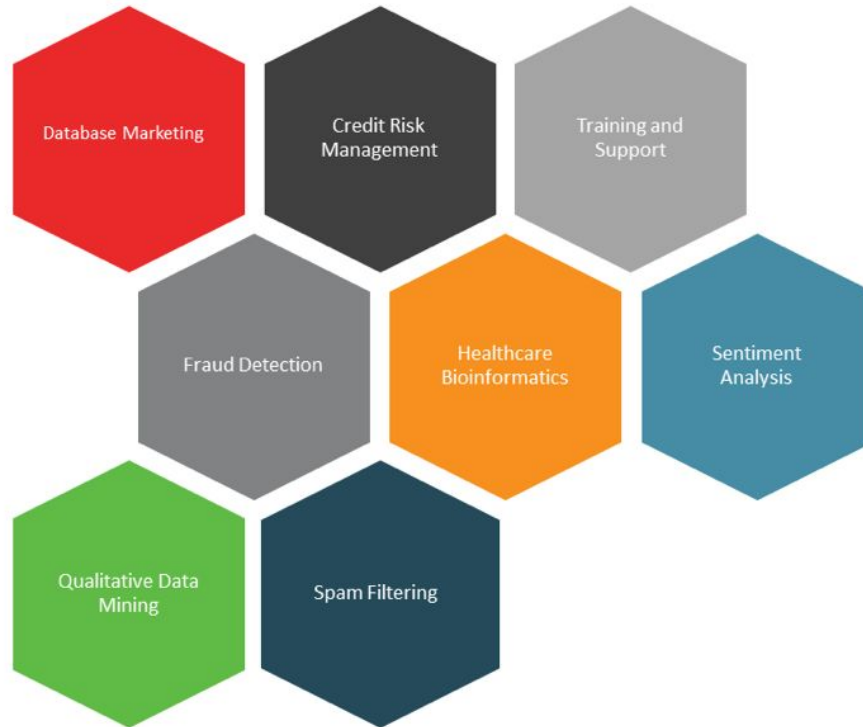 Database Marketing
Credit Risk
Management
Training and
Support
Fraud Detection
Healthcare
Bioinformatics
Sentiment
Analysis
Qualitative Data
Mining
Spam Filtering